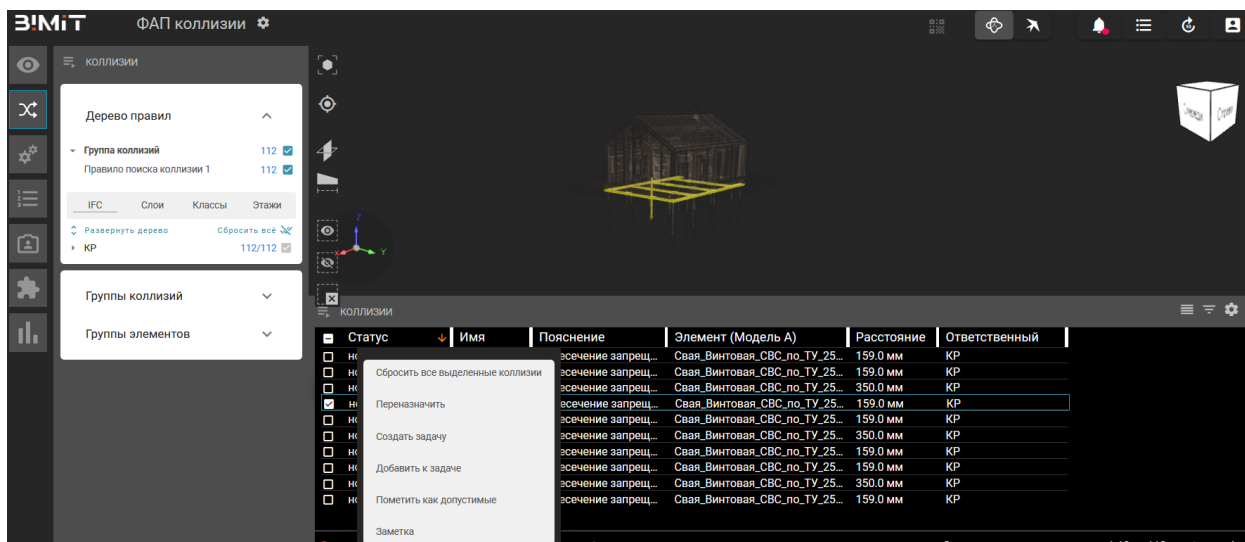 B!MiT ФАП коллизии
КОЛЛИЗИИ
Дерево правил
Группа коллизий 112
Правило поиска коллизии 1 112
IFC Слои Классы Этажи
Развернуть дерево Сбросить всё
КР 112/112
Группы коллизий
Группы элементов
Z
X Y
КОЛЛИЗИИ
Статус Имя Пояснение Элемент (Модель А) Расстояние Ответственный
есечение запрещ... Свая_Винтовая_СВС_по_ТУ_25... 159.0 мм КР
есечение запрещ... Свая_Винтовая_СВС_по_ТУ_25... 159.0 мм КР
есечение запрещ... Свая_Винтовая_СВС_по_ТУ_25... 350.0 мм КР
есечение запрещ... Свая_Винтовая_СВС_по_ТУ_25... 159.0 мм КР
есечение запрещ... Свая_Винтовая_СВС_по_ТУ_25... 159.0 мм КР
есечение запрещ... Свая_Винтовая_СВС_по_ТУ_25... 350.0 мм КР
есечение запрещ... Свая_Винтовая_СВС_по_ТУ_25... 159.0 мм КР
есечение запрещ... Свая_Винтовая_СВС_по_ТУ_25... 159.0 мм КР
есечение запрещ... Свая_Винтовая_СВС_по_ТУ_25... 350.0 мм КР
есечение запрещ... Свая_Винтовая_СВС_по_ТУ_25... 159.0 мм КР
Сбросить все выделенные коллизии
Переназначить
Создать задачу
Добавить к задаче
Пометить как допустимые
Заметка